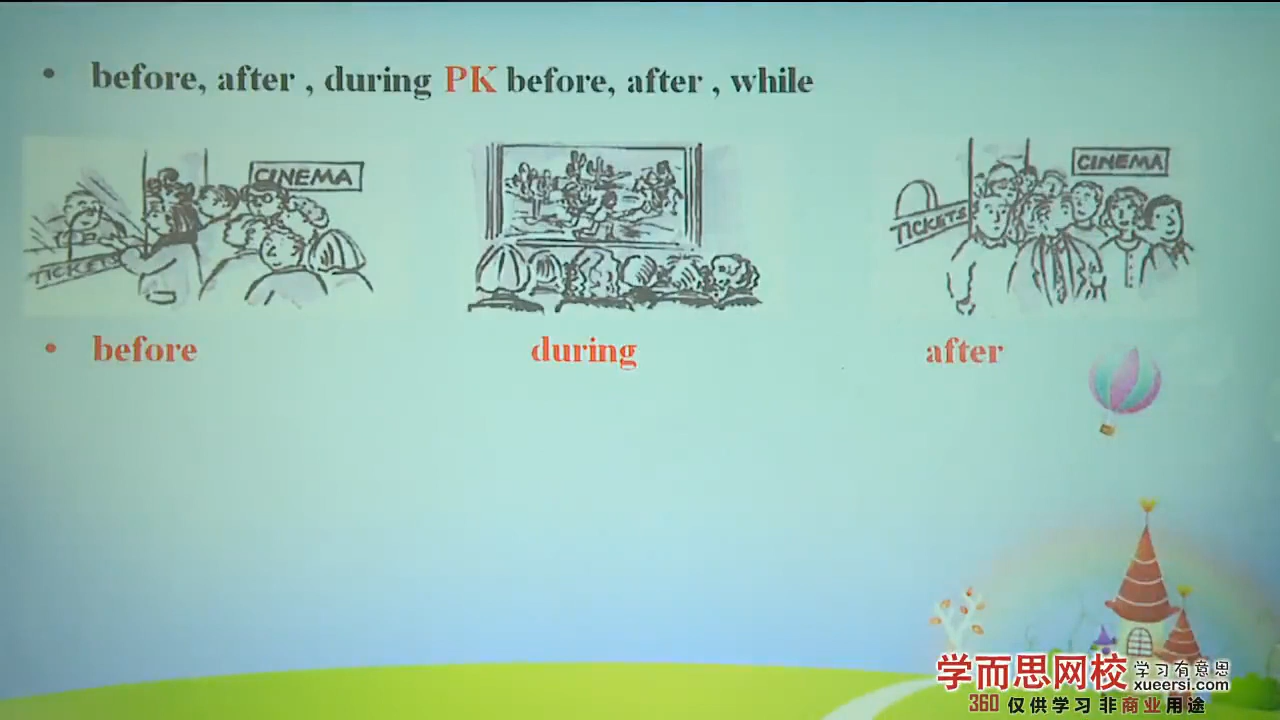 • before, after , during PK before, after , while
CINEMA
TICKETS
CINEMA
TICKETS
• before during after
学而思网校 学习有意思
xueersi.com
360 仅供学习 非商业用途